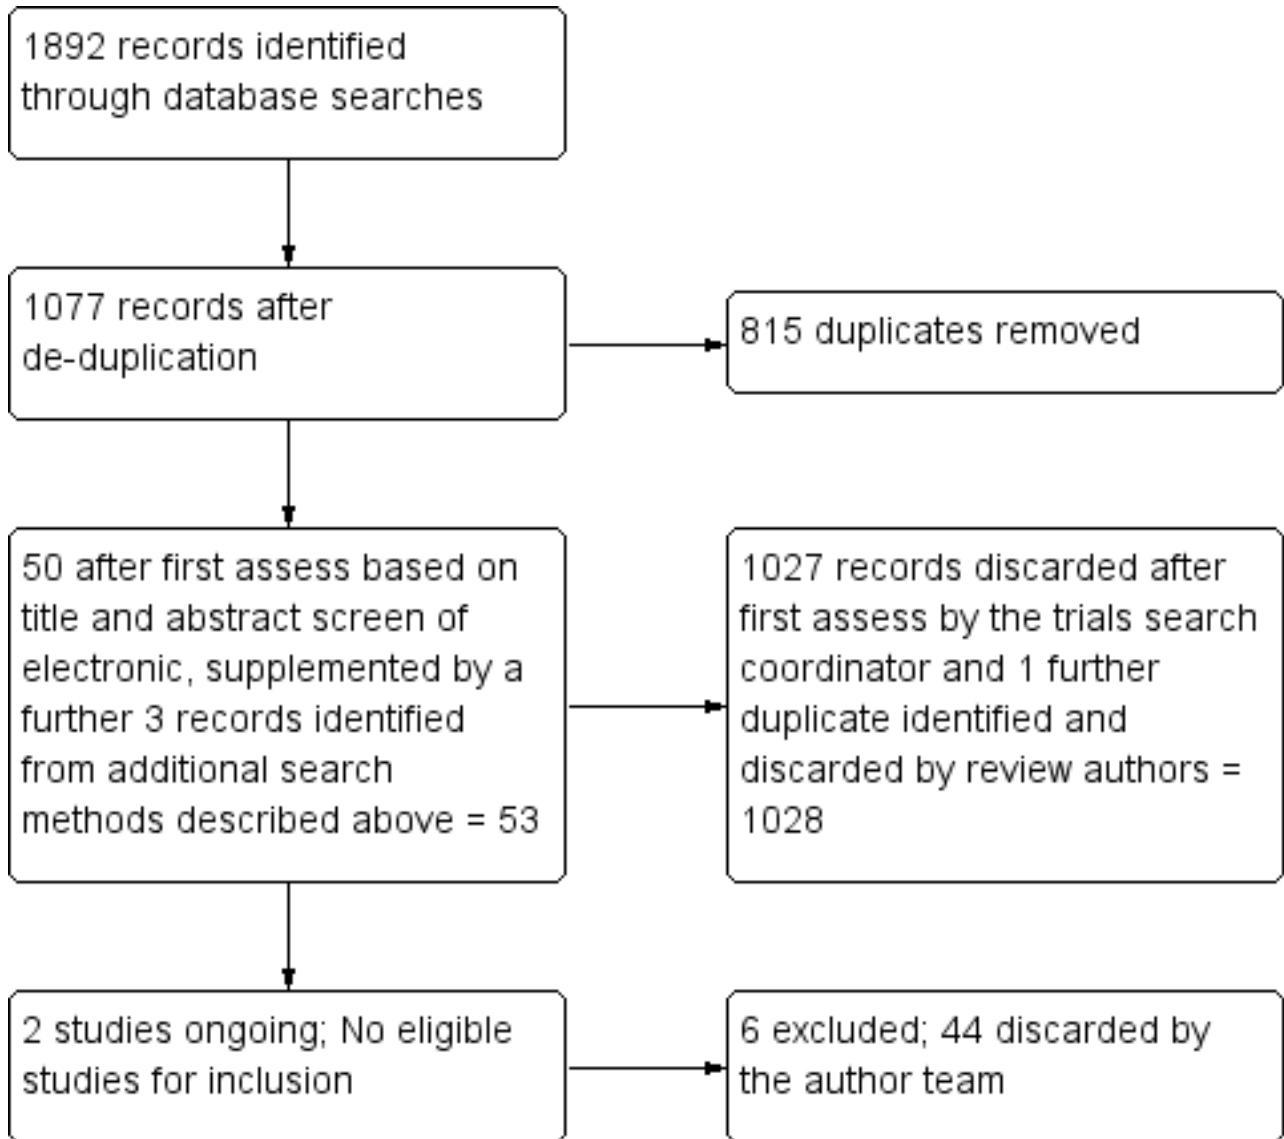 1892 records identified
through database searches
1077 records after
de-duplication
815 duplicates removed
50 after first assess based on
title and abstract screen of
electronic, supplemented by a
further 3 records identified
from additional search
methods described above = 53
1027 records discarded after
first assess by the trials search
coordinator and 1 further
duplicate identified and
discarded by review authors =
1028
2 studies ongoing; No eligible
studies for inclusion
6 excluded; 44 discarded by
the author team